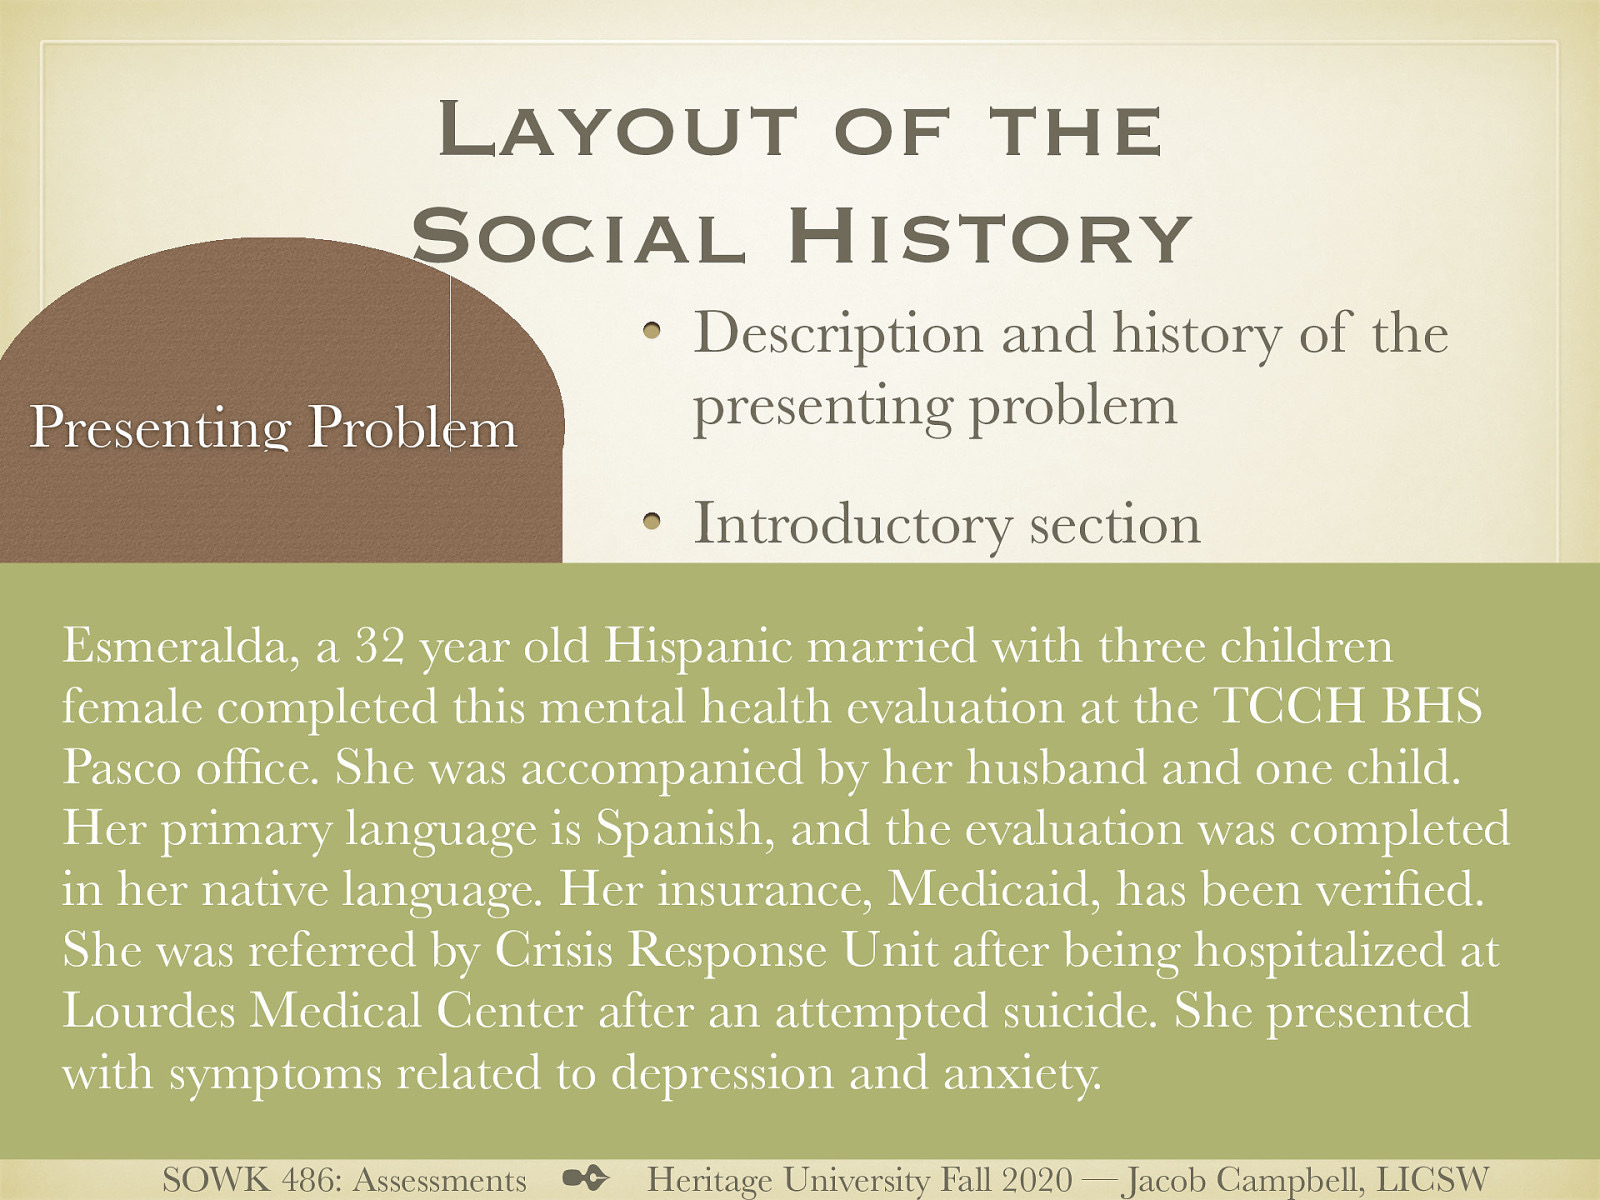 Layout of the
Social History
Presenting Problem
• Description and history of the
presenting problem
• Introductory section
Esmeralda, a 32 year old Hispanic married with three children
female completed this mental health evaluation at the TCCH BHS
Pasco office. She was accompanied by her husband and one child.
Her primary language is Spanish, and the evaluation was completed
in her native language. Her insurance, Medicaid, has been verified.
She was referred by Crisis Response Unit after being hospitalized at
Lourdes Medical Center after an attempted suicide. She presented
with symptoms related to depression and anxiety.
SOWK 486: Assessments Heritage University Fall 2020 — Jacob Campbell, LICSW